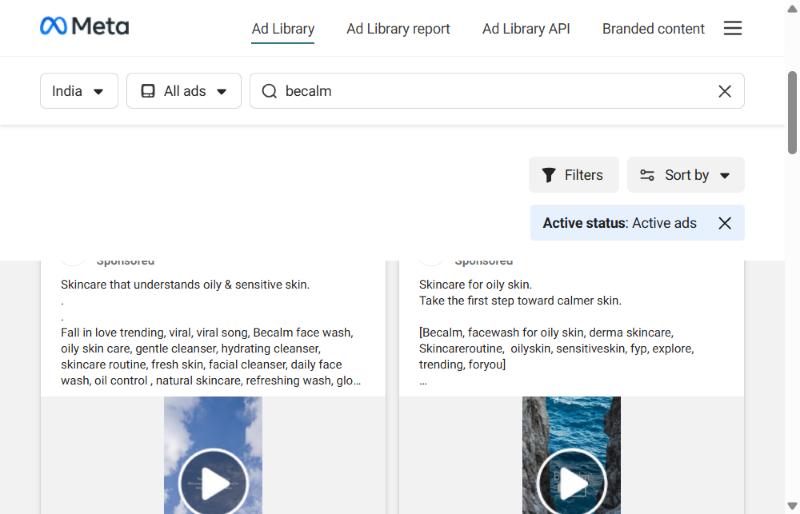 Meta
Ad Library
Ad Library report
Ad Library API
Branded content
India
All ads
becalm
Filters
Sort by
Active status: Active ads
Sponsored
Skincare that understands oily & sensitive skin.
.
.
Fall in love trending, viral, viral song, Becalm face wash,
oily skin care, gentle cleanser, hydrating cleanser,
skincare routine, fresh skin, facial cleanser, daily face
wash, oil control , natural skincare, refreshing wash, glo...
Sponsored
Skincare for oily skin.
Take the first step toward calmer skin.
[Becalm, facewash for oily skin, derma skincare,
Skincareroutine,  oilyskin, sensitiveskin, fyp, explore,
trending, foryou]
...